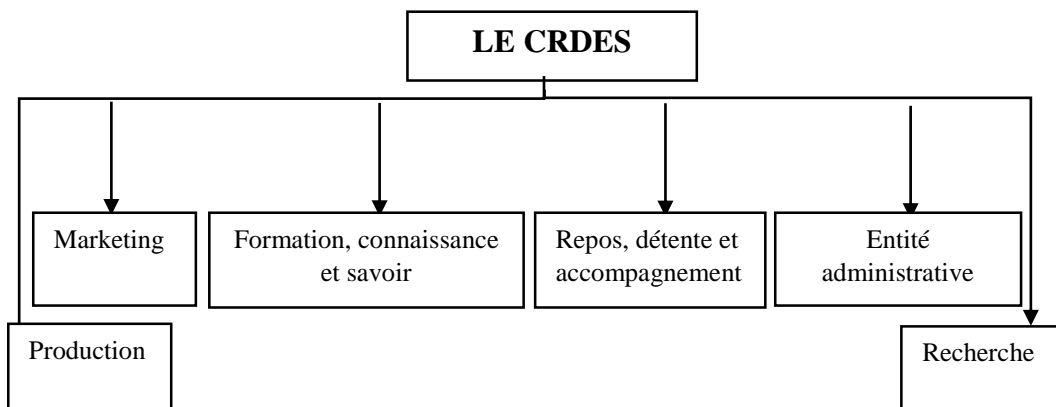 LE CRDES
Marketing
Formation, connaissance
et savoir
Repos, détente et
accompagnement
Entité
administrative
Production
Recherche